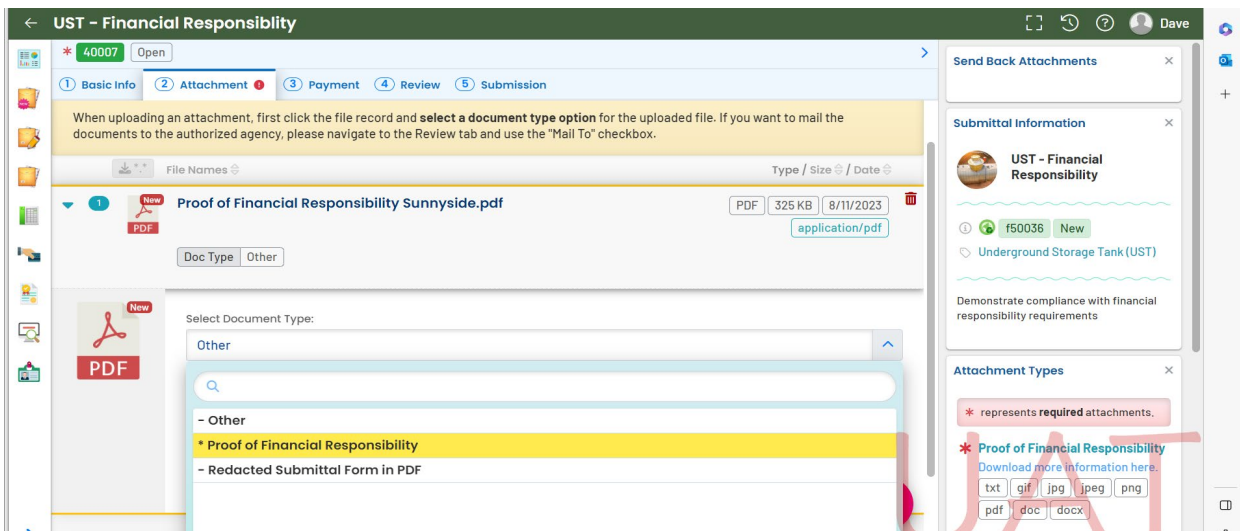 UST - Financial Responsiblity
Dave
* 40007 Open
1 Basic Info 2 Attachment 3 Payment 4 Review 5 Submission
When uploading an attachment, first click the file record and select a document type option for the uploaded file. If you want to mail the
documents to the authorized agency, please navigate to the Review tab and use the "Mail To" checkbox.
File Names Type / Size / Date
1 New PDF Proof of Financial Responsibility Sunnyside.pdf PDF 325 KB 8/11/2023
application/pdf
Doc Type Other
New
PDF
Select Document Type:
Other
- Other
* Proof of Financial Responsibility
- Redacted Submittal Form in PDF
Send Back Attachments
Submittal Information
UST - Financial
Responsibility
f50036 New
Underground Storage Tank (UST)
Demonstrate compliance with financial
responsibility requirements
Attachment Types
* represents required attachments.
* Proof of Financial Responsibility
Download more information here.
txt gif jpg jpeg png
pdf doc docx
UAT